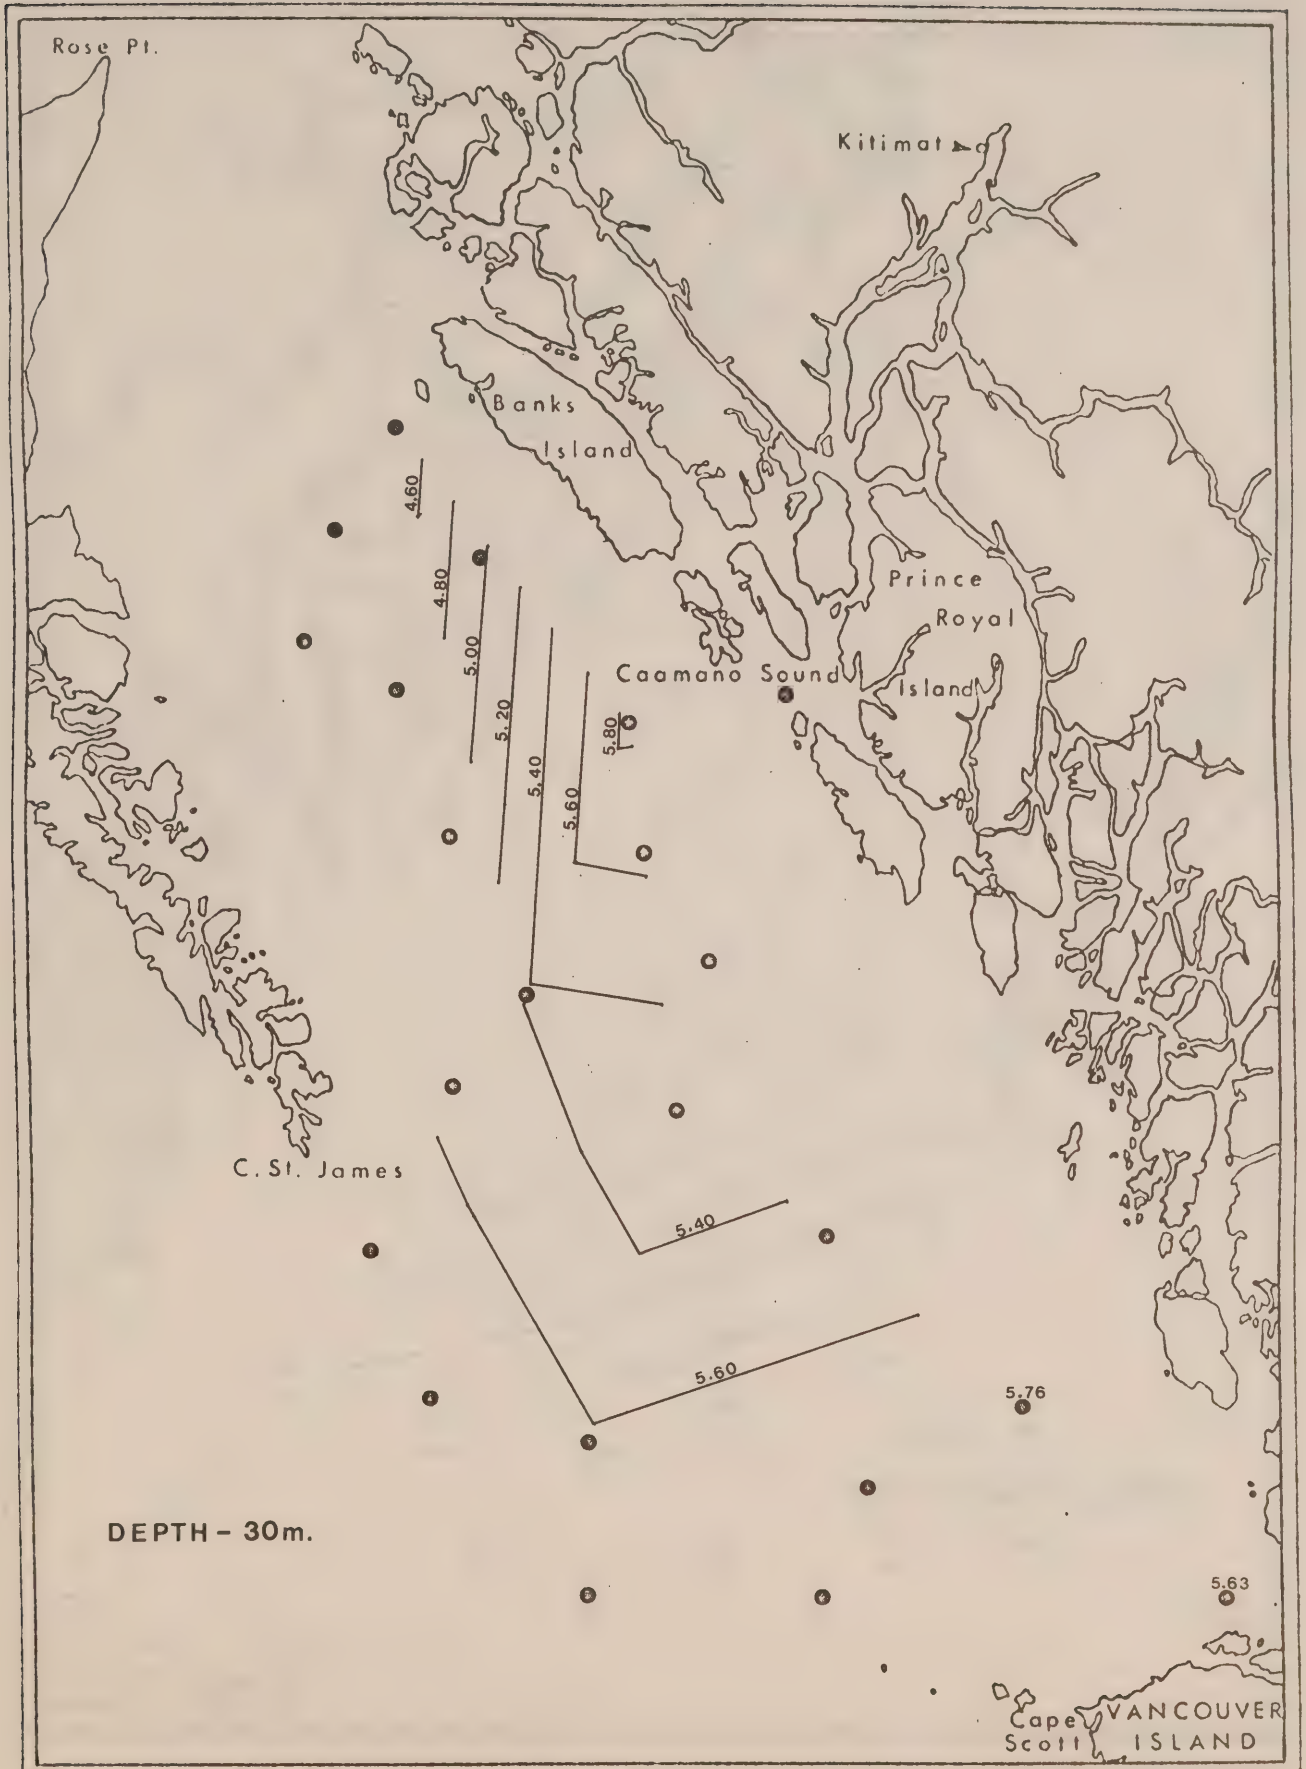 Rose Pt.
Kitimat
Banks
Island
4.60
4.80
5.00
5.20
5.40
5.60
5.80
Prince
Royal
Island
Caamano Sound
C. St. James
5.40
5.60
5.76
DEPTH – 30m.
5.63
Cape
Scott
VANCOUVER
ISLAND